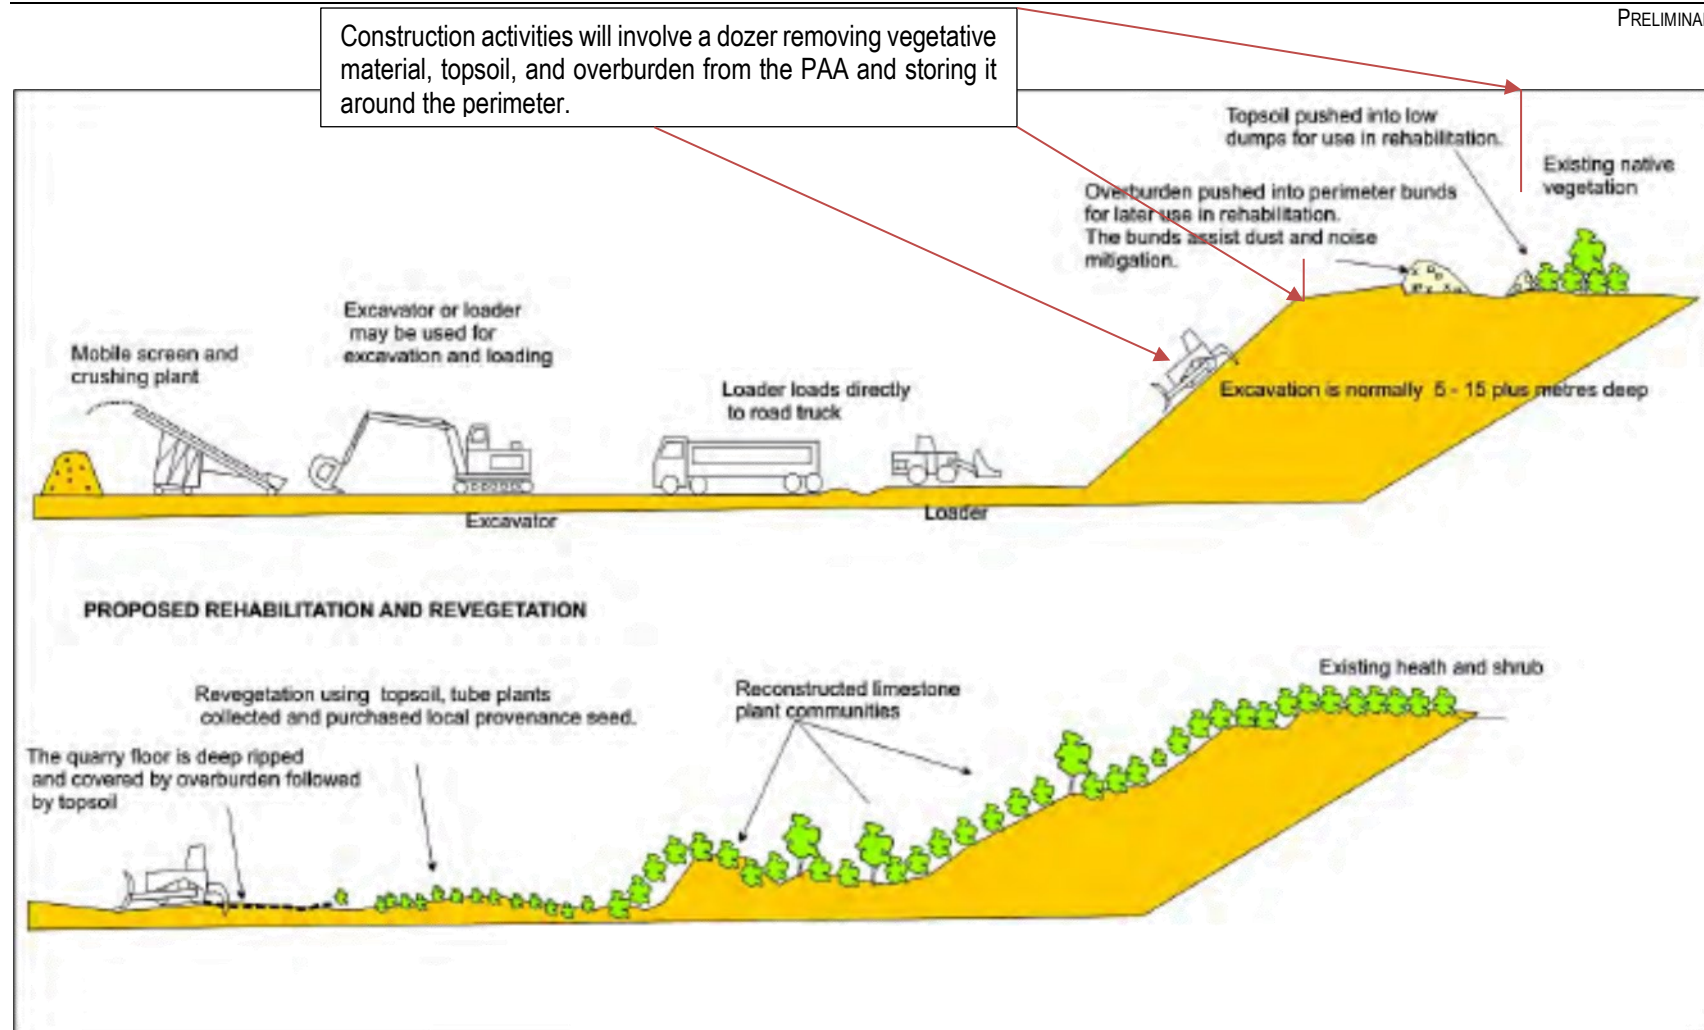 PRELIMINA
Construction activities will involve a dozer removing vegetative
material, topsoil, and overburden from the PAA and storing it
around the perimeter.
Topsoil pushed into low
dumps for use in rehabilitation.
Existing native
vegetation
Overburden pushed into perimeter bunds
for later use in rehabilitation.
The bunds assist dust and noise
mitigation.
Excavator or loader
may be used for
excavation and loading
Mobile screen and
crushing plant
Loader loads directly
to road truck
Excavation is normally 5 - 15 plus metres deep
Excavator
Loader
PROPOSED REHABILITATION AND REVEGETATION
Existing heath and shrub
Revegetation using topsoil, tube plants
collected and purchased local provenance seed.
Reconstructed limestone
plant communities
The quarry floor is deep ripped
and covered by overburden followed
by topsoil